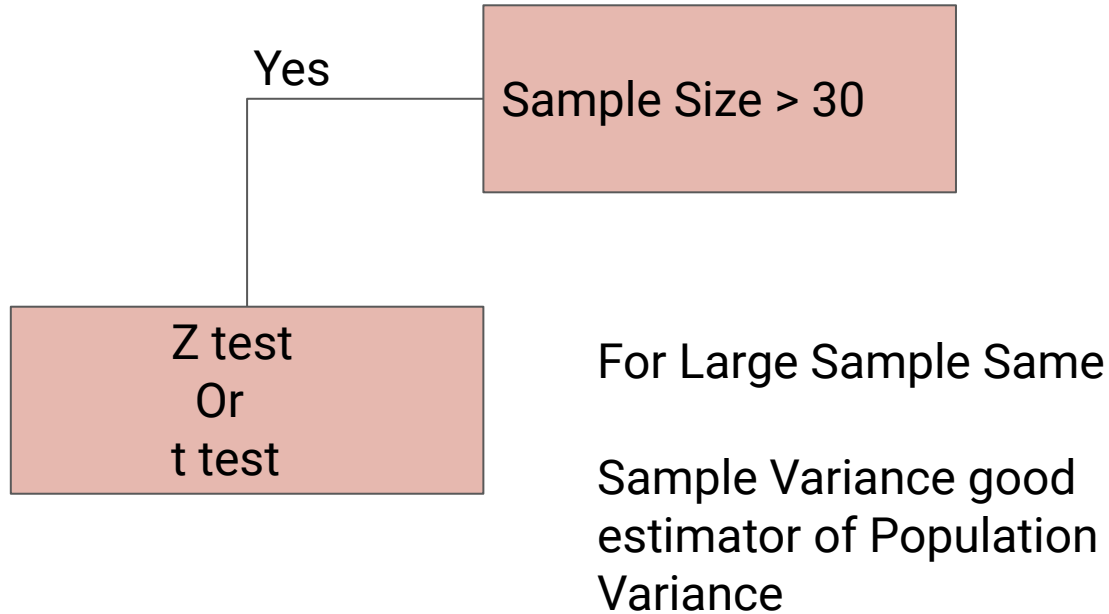 Yes
Sample Size > 30
Z test
Or
t test
For Large Sample Same
Sample Variance good
estimator of Population
Variance